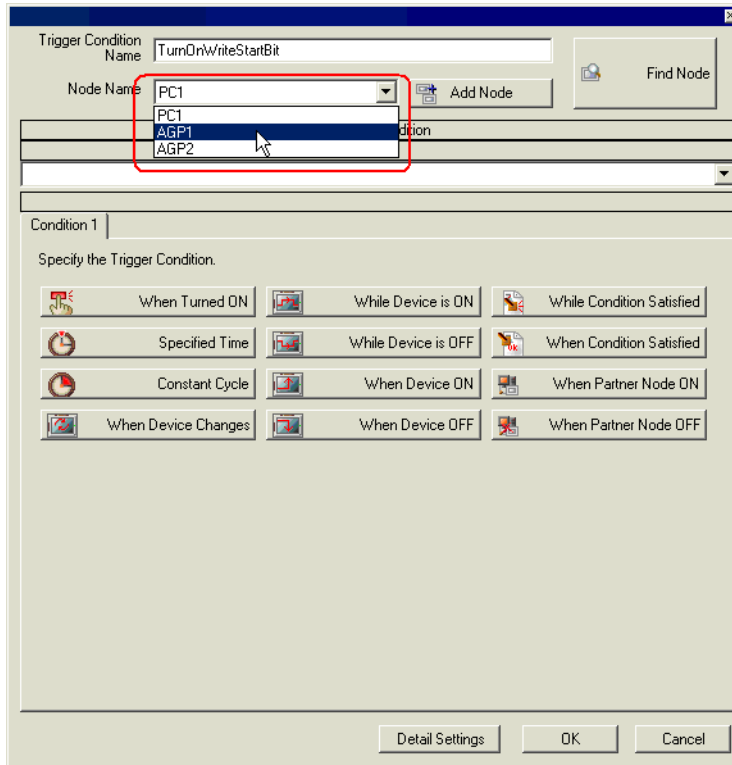 Trigger Condition
Name
TurnOnWriteStartBit
Find Node
Node Name
PC1
Add Node
PC1
AGP1
AGP2
Condition 1
Specify the Trigger Condition.
When Turned ON While Device is ON While Condition Satisfied
Specified Time While Device is OFF When Condition Satisfied
Constant Cycle When Device ON When Partner Node ON
When Device Changes When Device OFF When Partner Node OFF
Detail Settings OK Cancel